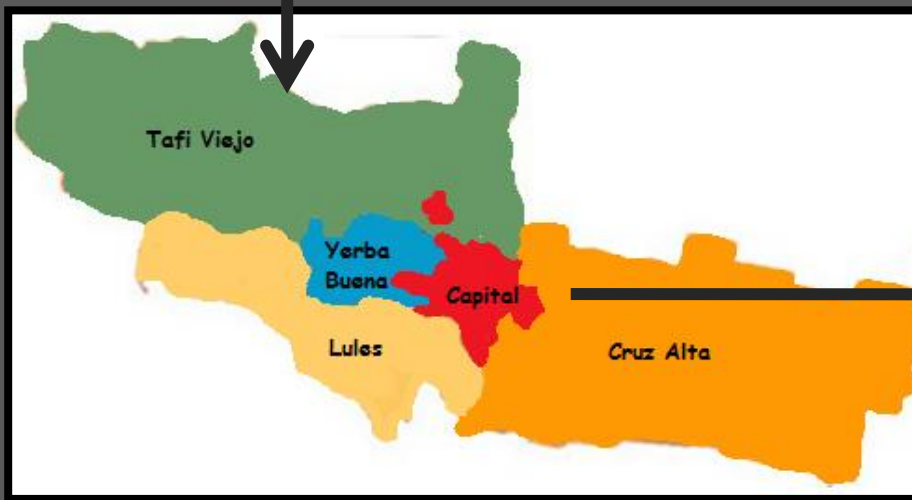 Tafi Viejo
Yerba
Buena
Capital
Lules
Cruz Alta